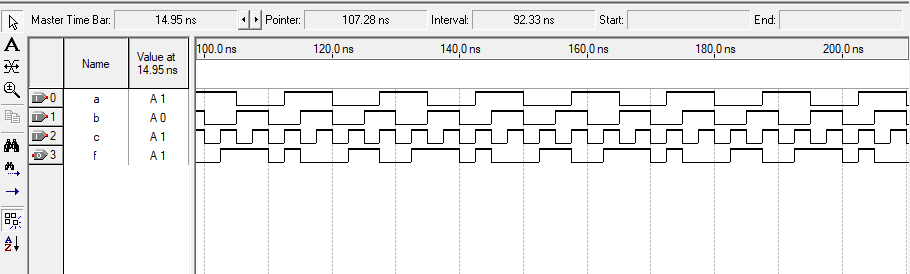 Master Time Bar: 14.95 ns Pointer: 107.28 ns Interval: 92.33 ns Start: End:
A
Name Value at 14.95 ns 100.0 ns 120.0 ns 140.0 ns 160.0 ns 180.0 ns 200.0 ns
0 a A 1
1 b A 0
2 c A 1
3 f A 1
A
Z